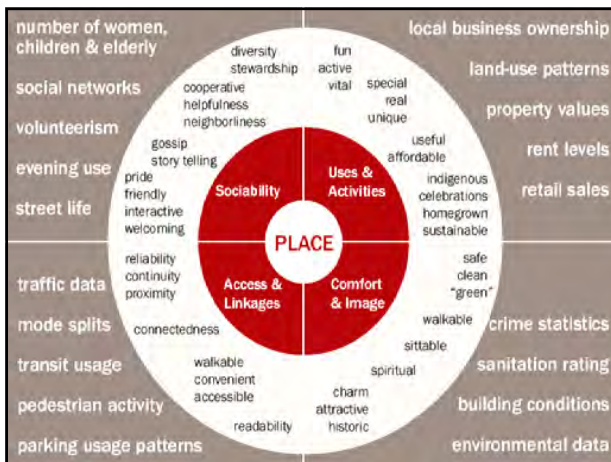 number of women,
children & elderly
social networks
volunteerism
evening use
street life
diversity
stewardship
cooperative
helpfulness
neighborliness
gossip
story telling
pride
friendly
interactive
welcoming
Sociability
fun
active
vital
special
real
unique
useful
affordable
indigenous
celebrations
homegrown
sustainable
Uses &
Activities
local business ownership
land-use patterns
property values
rent levels
retail sales
PLACE
traffic data
mode splits
transit usage
pedestrian activity
parking usage patterns
reliability
continuity
proximity
connectedness
walkable
convenient
accessible
readability
Access &
Linkages
Comfort
& Image
safe
clean
"green"
walkable
sittable
spiritual
charm
attractive
historic
crime statistics
sanitation rating
building conditions
environmental data